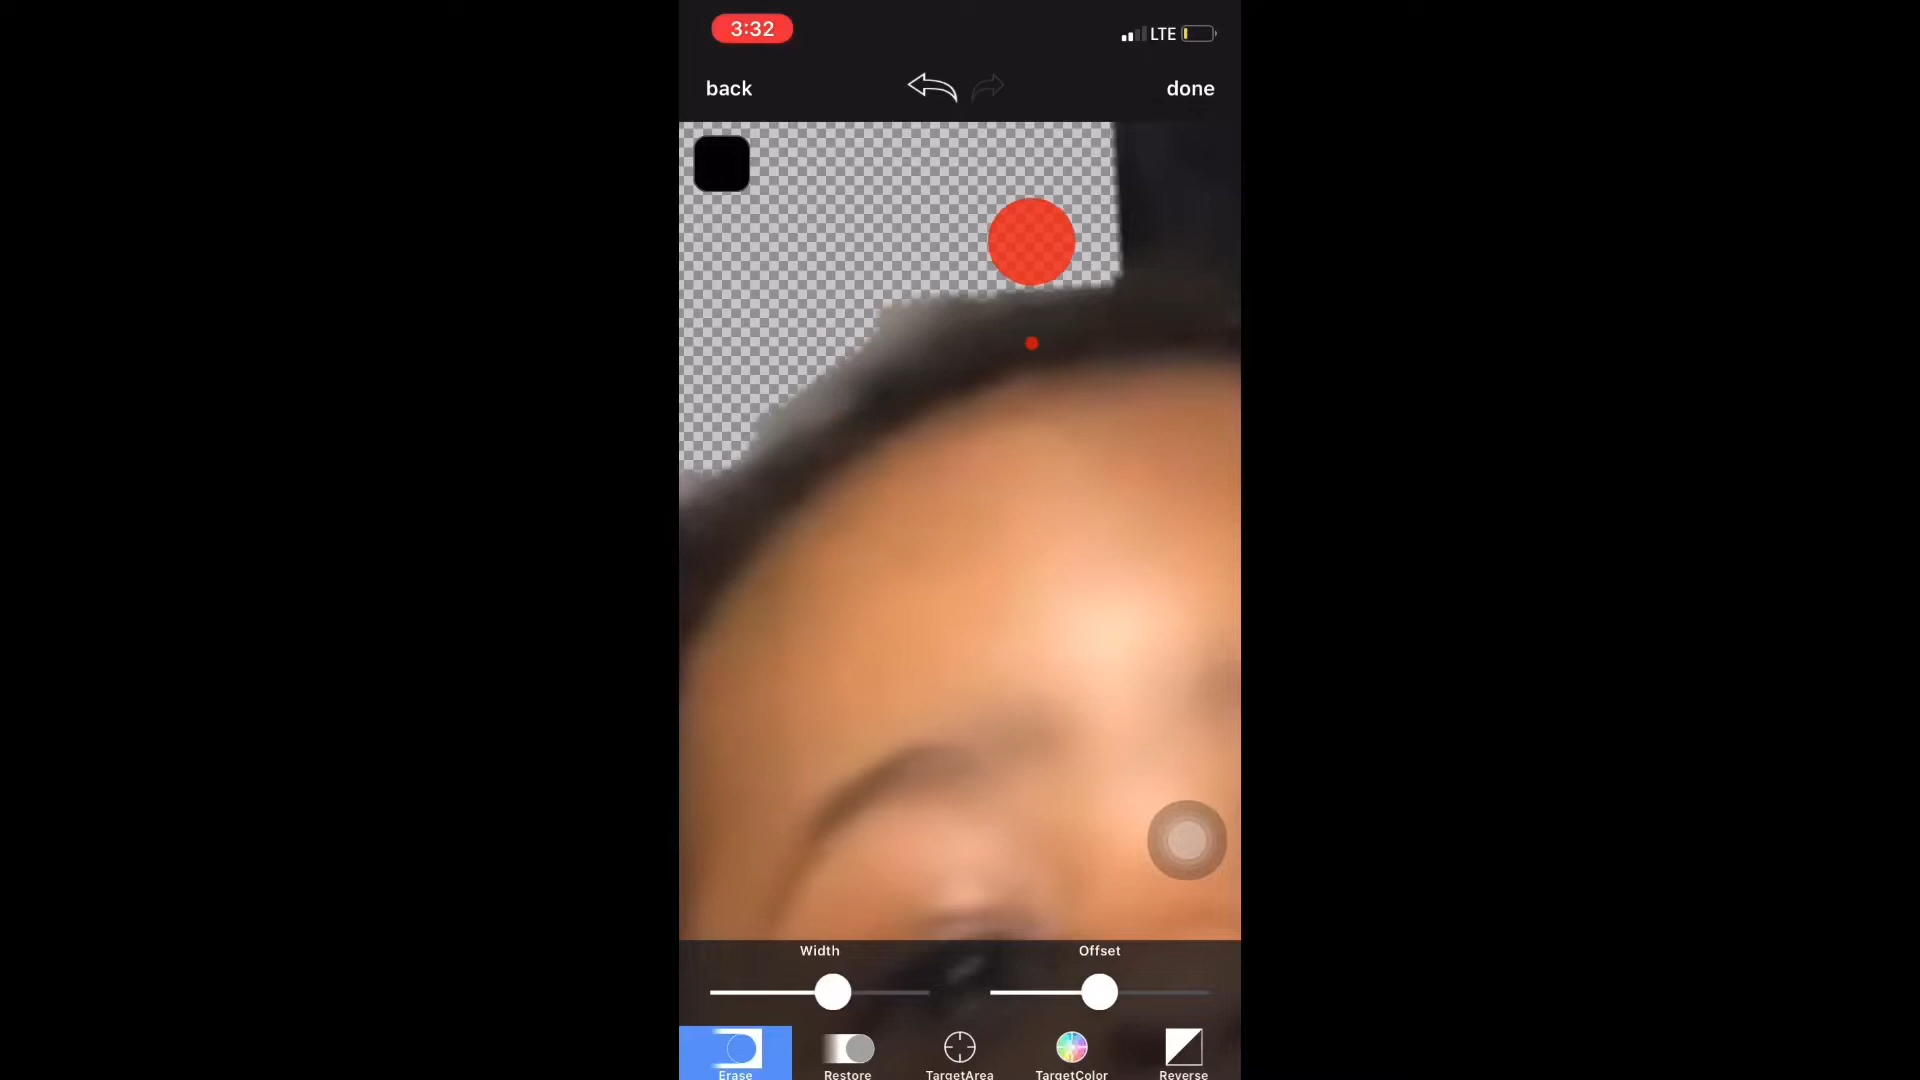 3:32
LTE
back
done
Width
Offset
Erase
Restore
TargetArea
TargetColor
Reverse